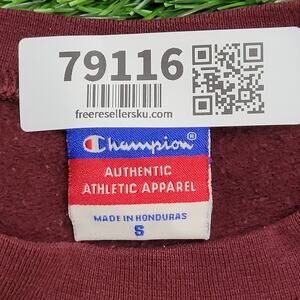 79116
freeresellersku.com
Champion®
AUTHENTIC
ATHLETIC APPAREL
MADE IN HONDURAS
S